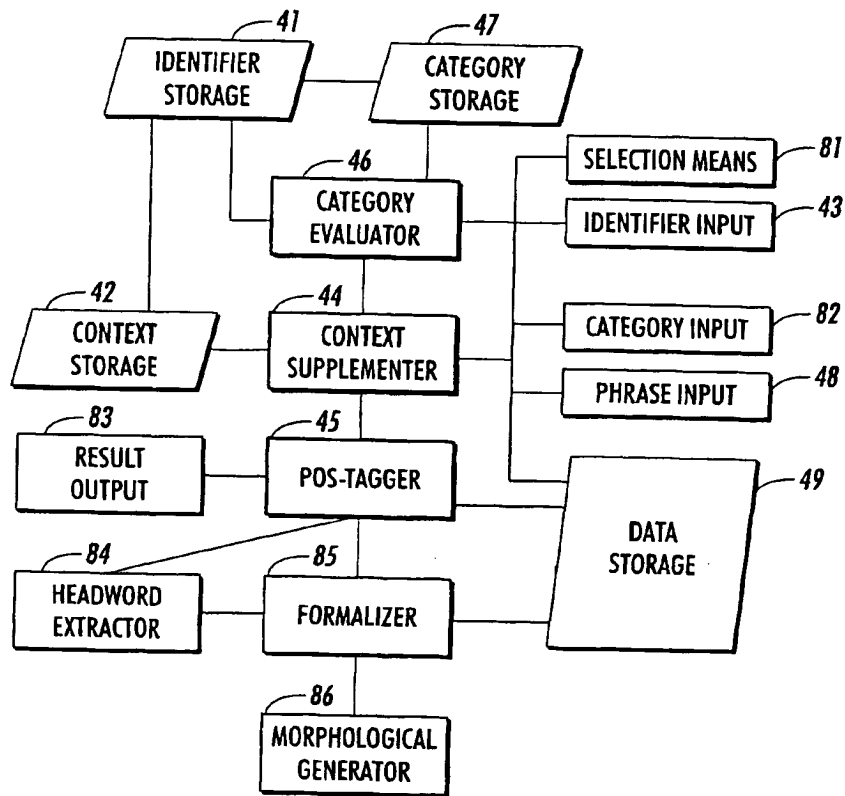 41
IDENTIFIER
STORAGE
47
CATEGORY
STORAGE
46
CATEGORY
EVALUATOR
81
SELECTION MEANS
43
IDENTIFIER INPUT
42
CONTEXT
STORAGE
44
CONTEXT
SUPPLEMENTER
82
CATEGORY INPUT
48
PHRASE INPUT
83
RESULT
OUTPUT
45
POS-TAGGER
49
DATA
STORAGE
84
HEADWORD
EXTRACTOR
85
FORMALIZER
86
MORPHOLOGICAL
GENERATOR